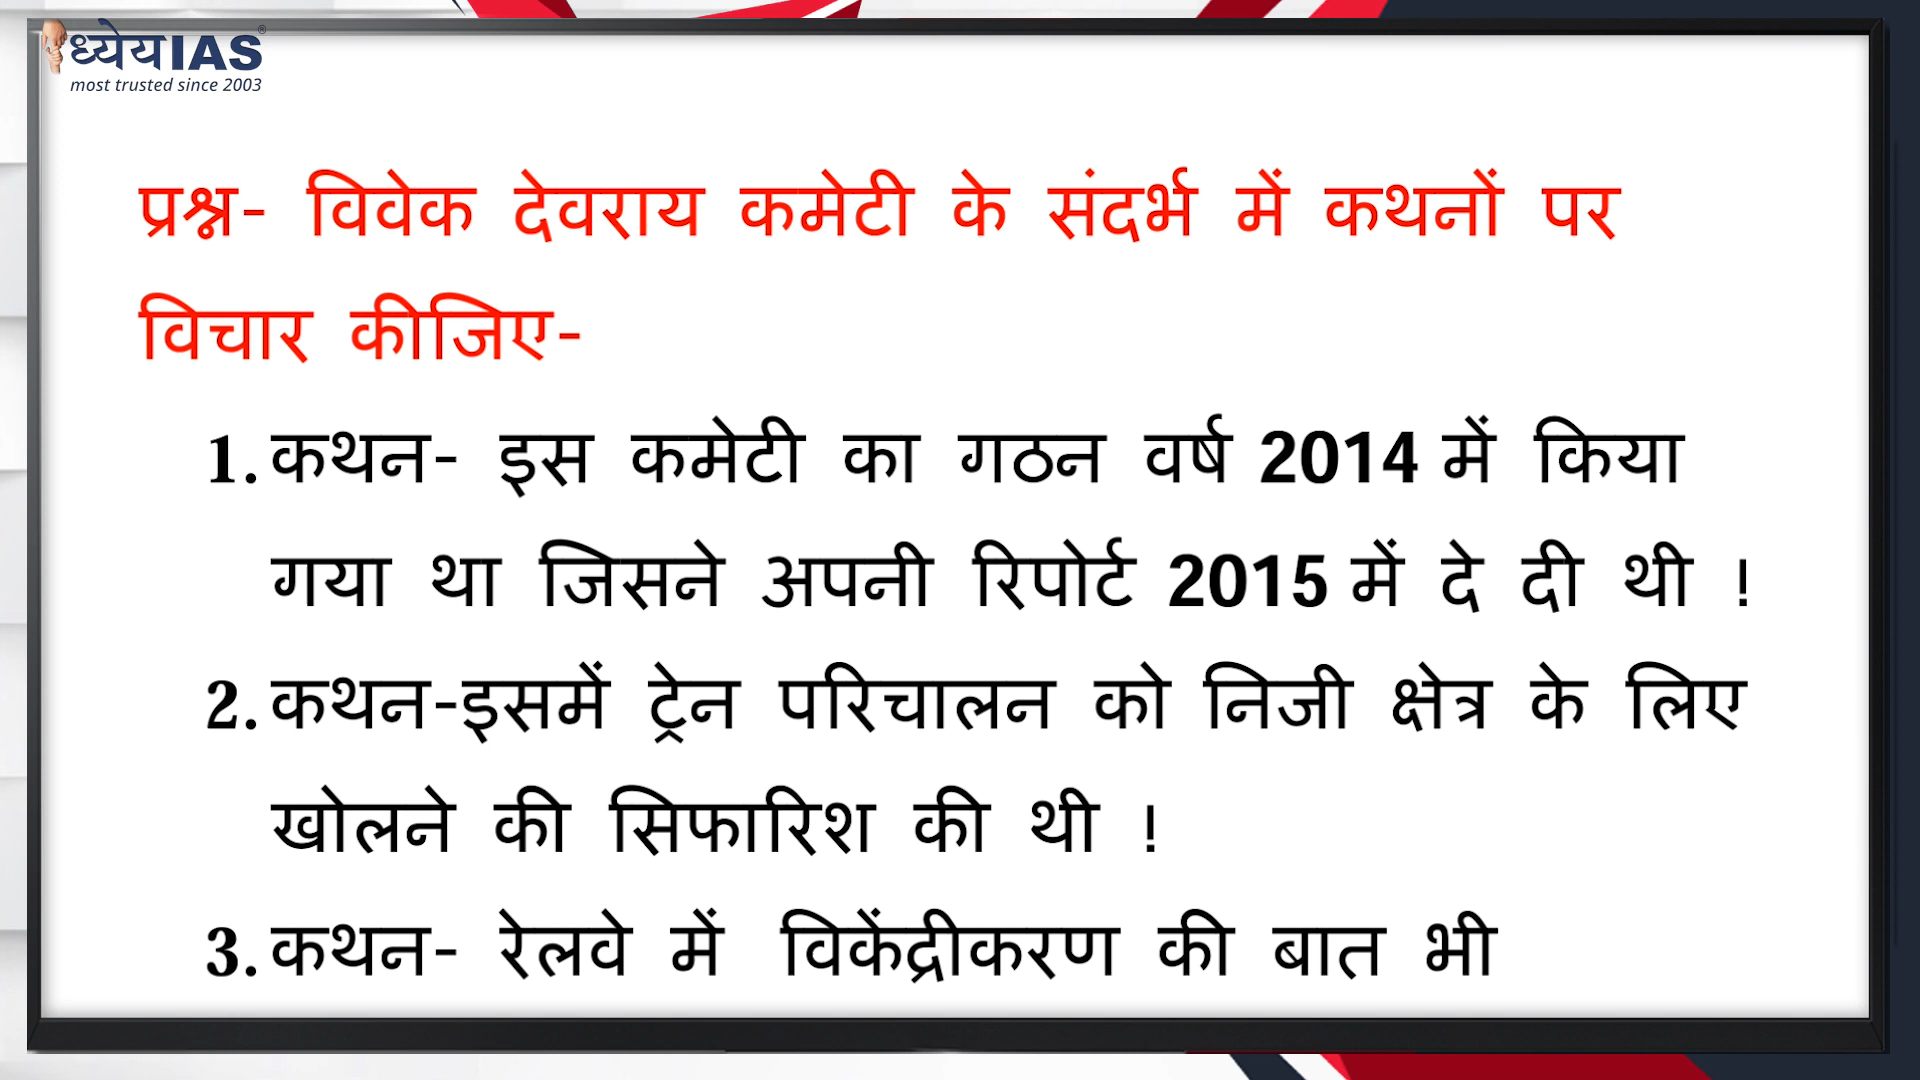 ध्येयIAS®
most trusted since 2003
प्रश्न- विवेक देवराय कमेटी के संदर्भ में कथनों पर
विचार कीजिए-
1. कथन- इस कमेटी का गठन वर्ष 2014 में किया
गया था जिसने अपनी रिपोर्ट 2015 में दे दी थी !
2. कथन-इसमें ट्रेन परिचालन को निजी क्षेत्र के लिए
खोलने की सिफारिश की थी !
3. कथन- रेलवे में विकेंद्रीकरण की बात भी